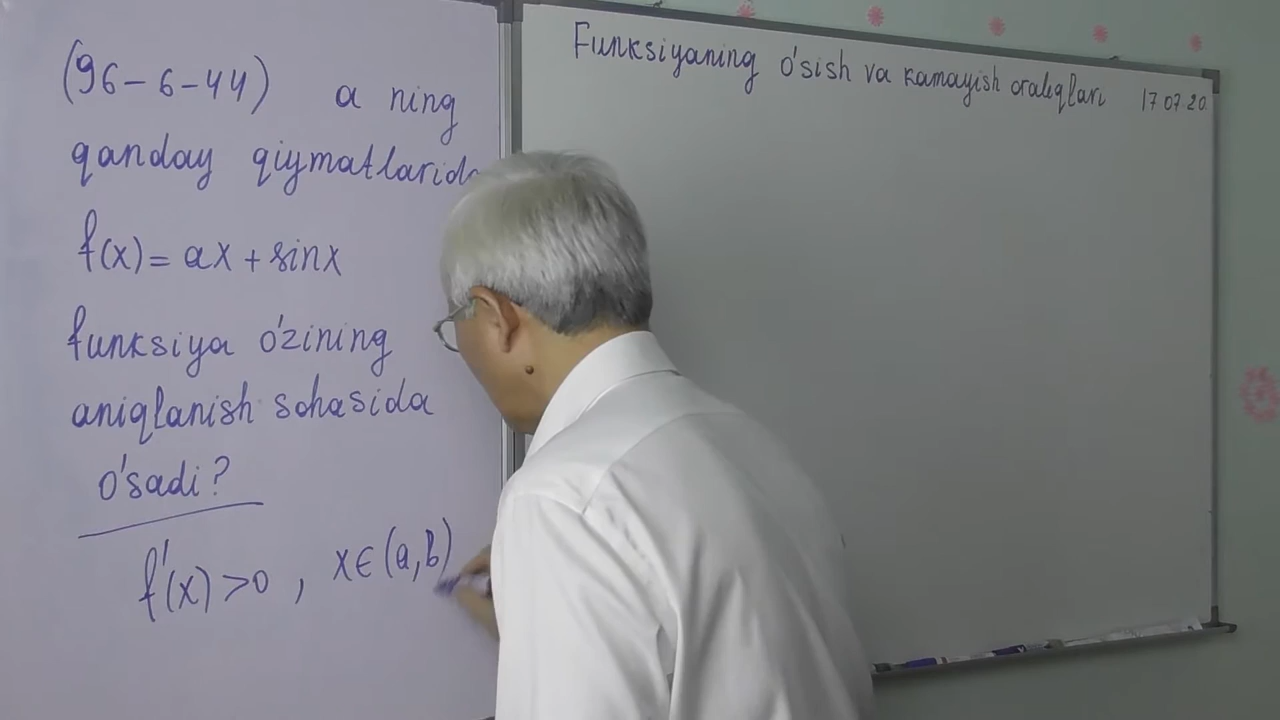 (96-6-44) a ning
qanday qiymatlarida
f(x)=ax+sinx
funksiya o'zining
aniqlanish sohasida
o'sadi?
f'(x)>0, x∈(a,b)
Funksiyaning o'sish va kamayish oraliqlari 17.07.20.